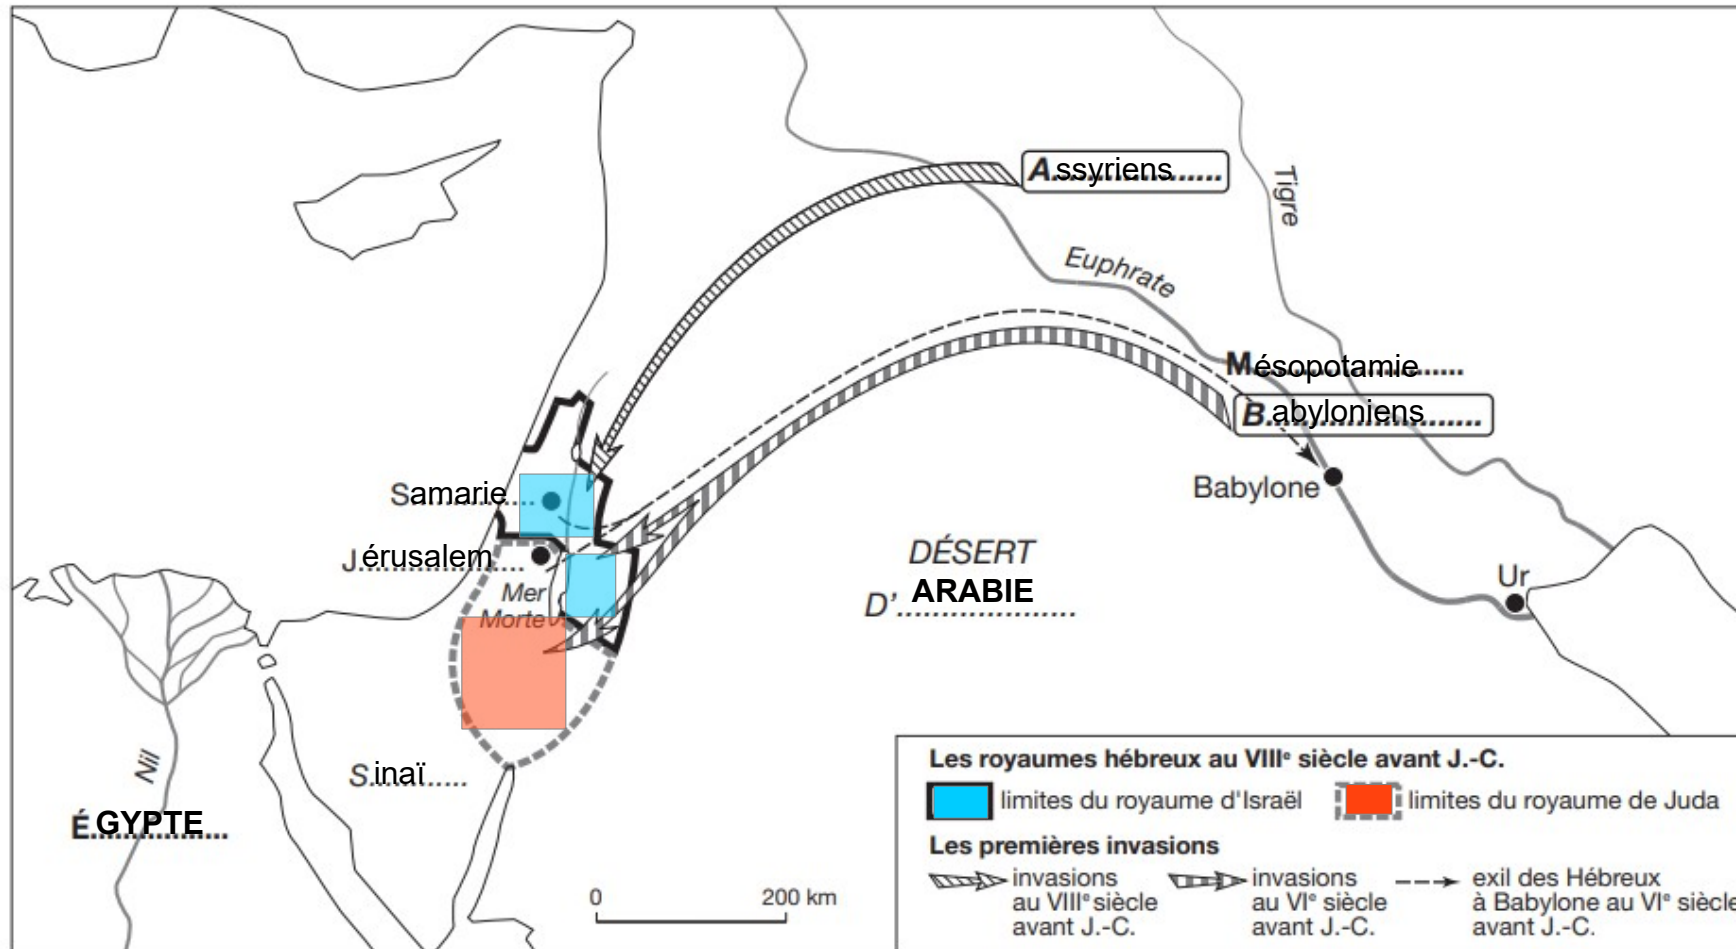 Assyriens
Tigre
Euphrate
Mésopotamie
Babyloniens
Babylone
Samarie
Jérusalem
Mer
Morte
DÉSERT
D'ARABIE
Ur
Nil
Sinaï
ÉGYPTE
0 200 km
Les royaumes hébreux au VIIIe siècle avant J.-C.
limites du royaume d'Israël
limites du royaume de Juda
Les premières invasions
invasions
au VIIIe siècle
avant J.-C.
invasions
au VIe siècle
avant J.-C.
exil des Hébreux
à Babylone au VIe siècle
avant J.-C.